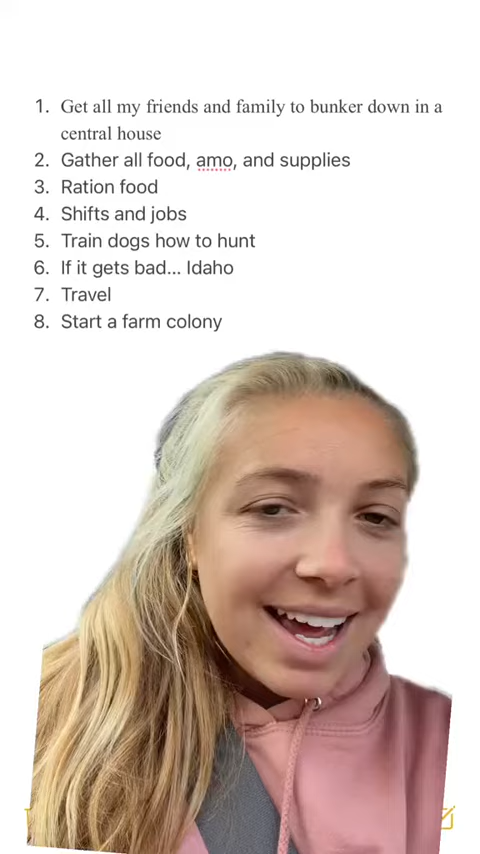 1. Get all my friends and family to bunker down in a
central house
2. Gather all food, amo, and supplies
3. Ration food
4. Shifts and jobs
5. Train dogs how to hunt
6. If it gets bad... Idaho
7. Travel
8. Start a farm colony